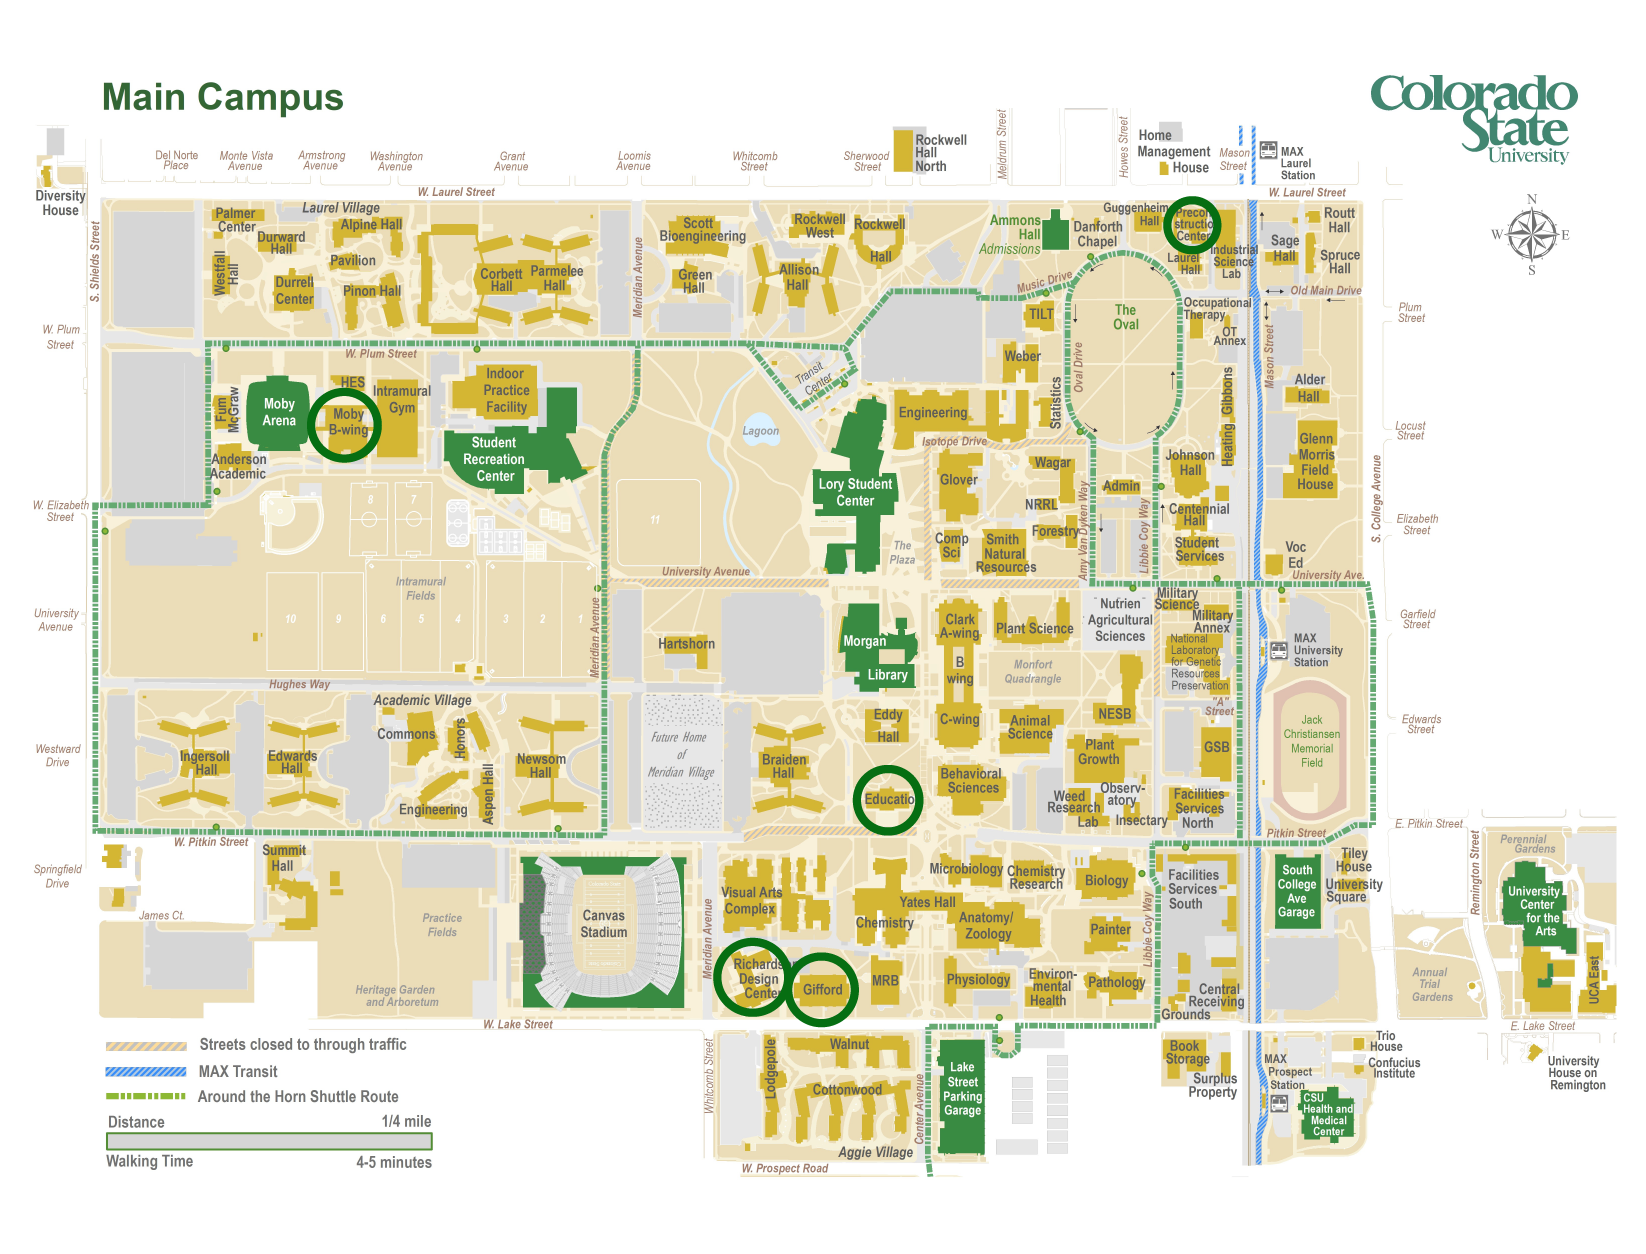 Main Campus
Colorado
State
University
N
W
E
S
Rockwell
Hall
North
Meldrum Street
Howes Street
Home
Management
House
Mason
Street
MAX
Laurel
Station
Diversity
House
Del Norte
Place
Monte Vista
Avenue
Armstrong
Avenue
Washington
Avenue
Grant
Avenue
Loomis
Avenue
Whitcomb
Street
Sherwood
Street
W. Laurel Street
W. Laurel Street
S. Shields Street
Palmer
Center
Laurel Village
Alpine Hall
Durward
Hall
Westfall
Hall
Pavilion
Durrell
Center
Pinon Hall
Corbett
Hall
Parmelee
Hall
Meridian Avenue
Scott
Bioengineering
Green
Hall
Rockwell
West
Rockwell
Hall
Allison
Hall
Ammons
Hall
Admissions
Danforth
Chapel
Guggenheim
Hall
Precon
structio
Center
Laurel
Hall
Industrial
Science
Lab
Sage
Hall
Routt
Hall
Spruce
Hall
Old Main Drive
Music Drive
The
Oval
TILT
Occupational
Therapy
OT
Annex
Mason Street
Plum
Street
W. Plum
Street
W. Plum Street
Transit
Center
Weber
Oval Drive
Statistics
HES
Moby
B-wing
Moby
Arena
Fum
McGraw
Intramural
Gym
Indoor
Practice
Facility
Student
Recreation
Center
Anderson
Academic
Lagoon
Engineering
Isotope Drive
Heating
Gibbons
Alder
Hall
Glenn
Morris
Field
House
Locust
Street
S. College Avenue
Lory Student
Center
Glover
Wagar
NRRL
Forestry
Comp
Sci
Smith
Natural
Resources
Admin
Johnson
Hall
Centennial
Hall
Student
Services
Amy Van Dyken Way
Libbie Coy Way
Voc
Ed
University Ave.
Elizabeth
Street
W. Elizabeth
Street
8
7
11
The
Plaza
University Avenue
Intramural
Fields
10
9
6
5
4
3
2
1
University
Avenue
Meridian Avenue
Hartshorn
Morgan
Library
Clark
A-wing
B
wing
C-wing
Plant Science
Nutrien
Agricultural
Sciences
Military
Science
Military
Annex
National
Laboratory
for Genetic
Resources
Preservation
MAX
University
Station
Garfield
Street
Monfort
Quadrangle
"A"
Street
Hughes Way
Academic Village
Commons
Honors
Engineering
Aspen Hall
Ingersoll
Hall
Edwards
Hall
Newsom
Hall
Future Home
of
Meridian Village
Braiden
Hall
Eddy
Hall
Educatio
Animal
Science
Behavioral
Sciences
NESB
Plant
Growth
GSB
Weed
Research
Lab
Observ-
atory
Insectary
Facilities
Services
North
Jack
Christiansen
Memorial
Field
Edwards
Street
Westward
Drive
W. Pitkin Street
Pitkin Street
E. Pitkin Street
Springfield
Drive
Summit
Hall
James Ct.
Practice
Fields
Heritage Garden
and Arboretum
Canvas
Stadium
Meridian Avenue
Visual Arts
Complex
Microbiology
Chemistry
Research
Biology
Yates Hall
Chemistry
Anatomy/
Zoology
Painter
Libbie Coy Way
Facilities
Services
South
South
College
Ave
Garage
Tiley
House
University
Square
Remington Street
Perennial
Gardens
University
Center
for the
Arts
UCA East
Annual
Trial
Gardens
Richards
Design
Center
Gifford
MRB
Physiology
Environ-
mental
Health
Pathology
Central
Receiving
Grounds
W. Lake Street
E. Lake Street
Streets closed to through traffic
MAX Transit
Around the Horn Shuttle Route
Distance
1/4 mile
Walking Time
4-5 minutes
Whitcomb Street
Lodgepole
Walnut
Cottonwood
Aggie Village
Center Avenue
Lake
Street
Parking
Garage
Book
Storage
Surplus
Property
MAX
Prospect
Station
CSU
Health and
Medical
Center
Trio
House
Confucius
Institute
University
House on
Remington
W. Prospect Road